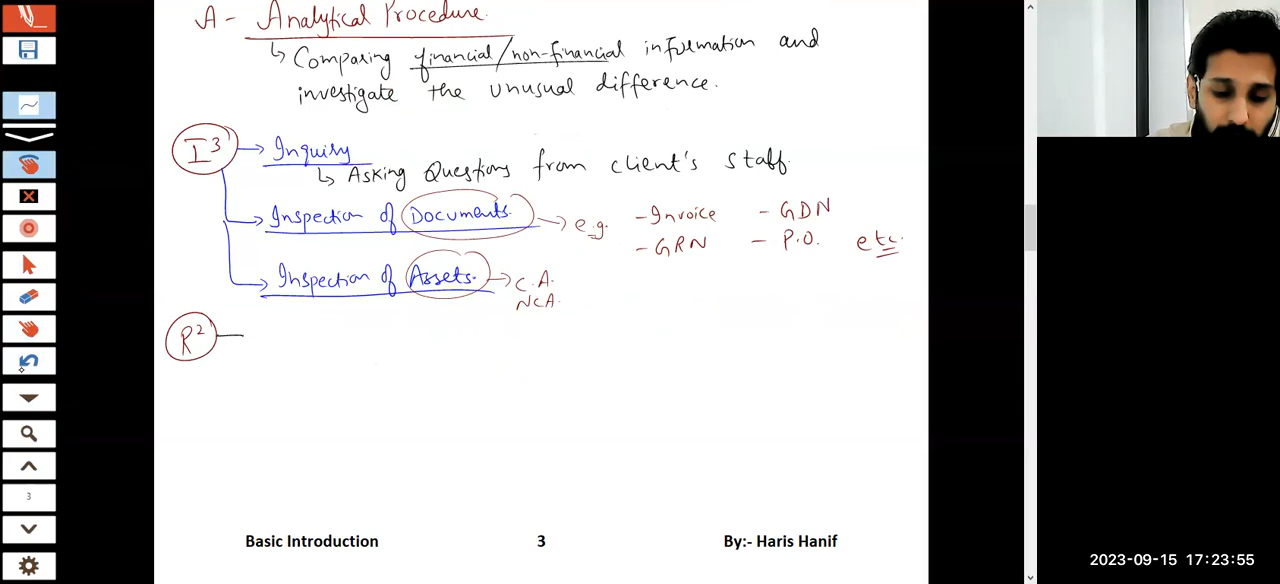 A - Analytical Procedure.
↳ Comparing financial/non-financial information and
investigate the unusual difference.
I³ → Inquiry
↳ Asking Questions from client's staff.
→ Inspection of Documents. → e.g. - Invoice - GDN
- GRN - P.O. etc.
→ Inspection of Assets. → C.A.
NCA.
R² —
3
Basic Introduction 3 By:- Haris Hanif
2023-09-15 17:23:55